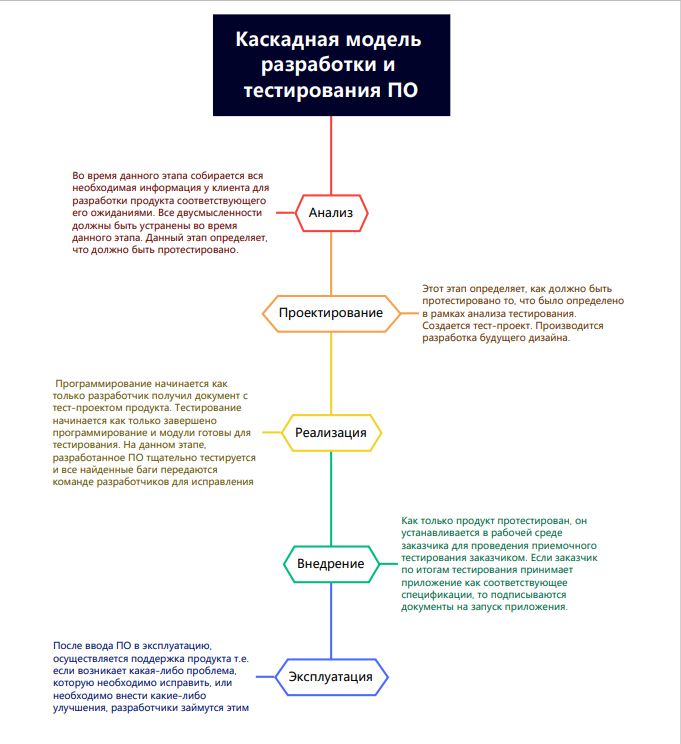 Каскадная модель
разработки и
тестирования ПО
Во время данного этапа собирается вся
необходимая информация у клиента для
разработки продукта соответствующего
его ожиданиями. Все двусмысленности
должны быть устранены во время
данного этапа. Данный этап определяет,
что должно быть протестировано.
Анализ
Проектирование
Этот этап определяет, как должно быть
протестировано то, что было определено
в рамках анализа тестирования.
Создается тест-проект. Производится
разработка будущего дизайна.
Программирование начинается как
только разработчик получил документ с
тест-проектом продукта. Тестирование
начинается как только завершено
программирование и модули готовы для
тестирования. На данном этапе,
разработанное ПО тщательно тестируется
и все найденные баги передаются
команде разработчиков для исправления
Реализация
Внедрение
Как только продукт протестирован, он
устанавливается в рабочей среде
заказчика для проведения приемочного
тестирования заказчиком. Если заказчик
по итогам тестирования принимает
приложение как соответствующее
спецификации, то подписываются
документы на запуск приложения.
После ввода ПО в эксплуатацию,
осуществляется поддержка продукта т.е.
если возникает какая-либо проблема,
которую необходимо исправить, или
необходимо внести какие-либо
улучшения, разработчики займутся этим
Эксплуатация